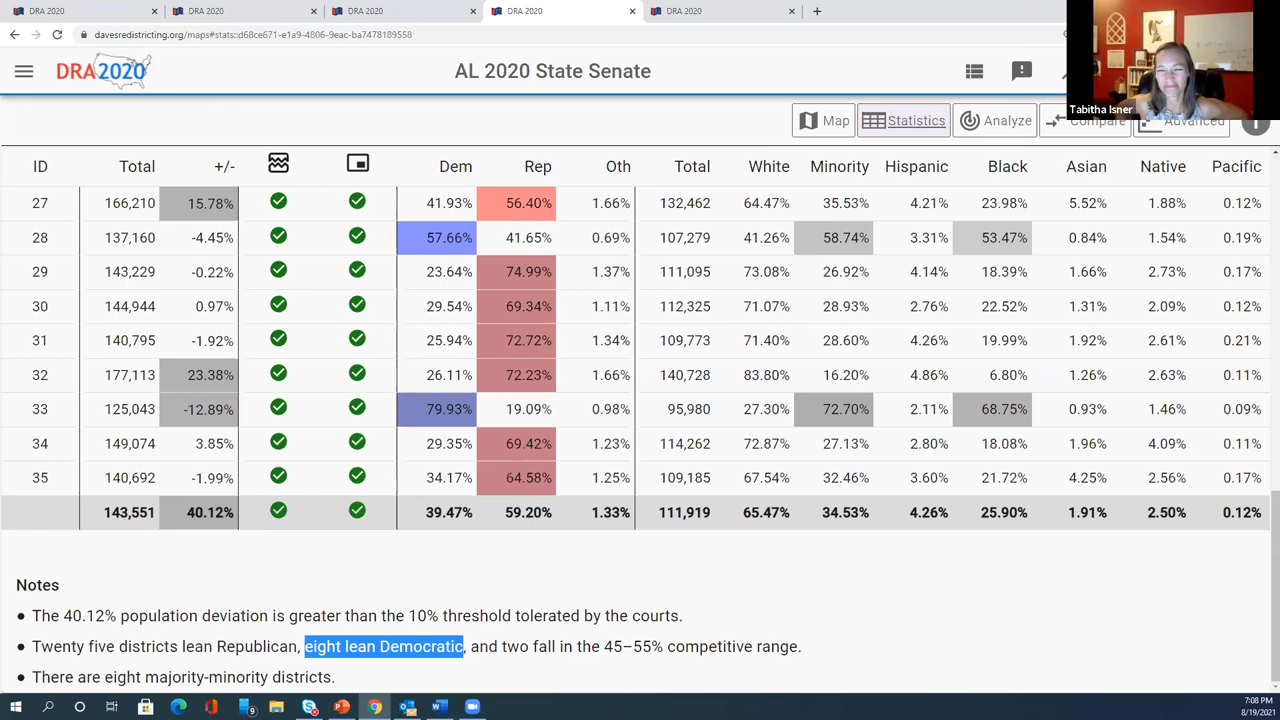 DRA 2020 × DRA 2020 × DRA 2020 × DRA 2020 × DRA 2020 × +
davesredistricting.org/maps#stats::d68ce671-e1a9-4806-9eac-ba7478189558
DRA2020 AL 2020 State Senate
Tabitha Isner
Map Statistics Analyze Compare Advanced
ID Total +/- Dem Rep Oth Total White Minority Hispanic Black Asian Native Pacific
27 166,210 15.78% 41.93% 56.40% 1.66% 132,462 64.47% 35.53% 4.21% 23.98% 5.52% 1.88% 0.12%
28 137,160 -4.45% 57.66% 41.65% 0.69% 107,279 41.26% 58.74% 3.31% 53.47% 0.84% 1.54% 0.19%
29 143,229 -0.22% 23.64% 74.99% 1.37% 111,095 73.08% 26.92% 4.14% 18.39% 1.66% 2.73% 0.17%
30 144,944 0.97% 29.54% 69.34% 1.11% 112,325 71.07% 28.93% 2.76% 22.52% 1.31% 2.09% 0.12%
31 140,795 -1.92% 25.94% 72.72% 1.34% 109,773 71.40% 28.60% 4.26% 19.99% 1.92% 2.61% 0.21%
32 177,113 23.38% 26.11% 72.23% 1.66% 140,728 83.80% 16.20% 4.86% 6.80% 1.26% 2.63% 0.11%
33 125,043 -12.89% 79.93% 19.09% 0.98% 95,980 27.30% 72.70% 2.11% 68.75% 0.93% 1.46% 0.09%
34 149,074 3.85% 29.35% 69.42% 1.23% 114,262 72.87% 27.13% 2.80% 18.08% 1.96% 4.09% 0.11%
35 140,692 -1.99% 34.17% 64.58% 1.25% 109,185 67.54% 32.46% 3.60% 21.72% 4.25% 2.56% 0.17%
143,551 40.12% 39.47% 59.20% 1.33% 111,919 65.47% 34.53% 4.26% 25.90% 1.91% 2.50% 0.12%
Notes
● The 40.12% population deviation is greater than the 10% threshold tolerated by the courts.
● Twenty five districts lean Republican, eight lean Democratic, and two fall in the 45–55% competitive range.
● There are eight majority-minority districts.
7:08 PM
8/19/2021